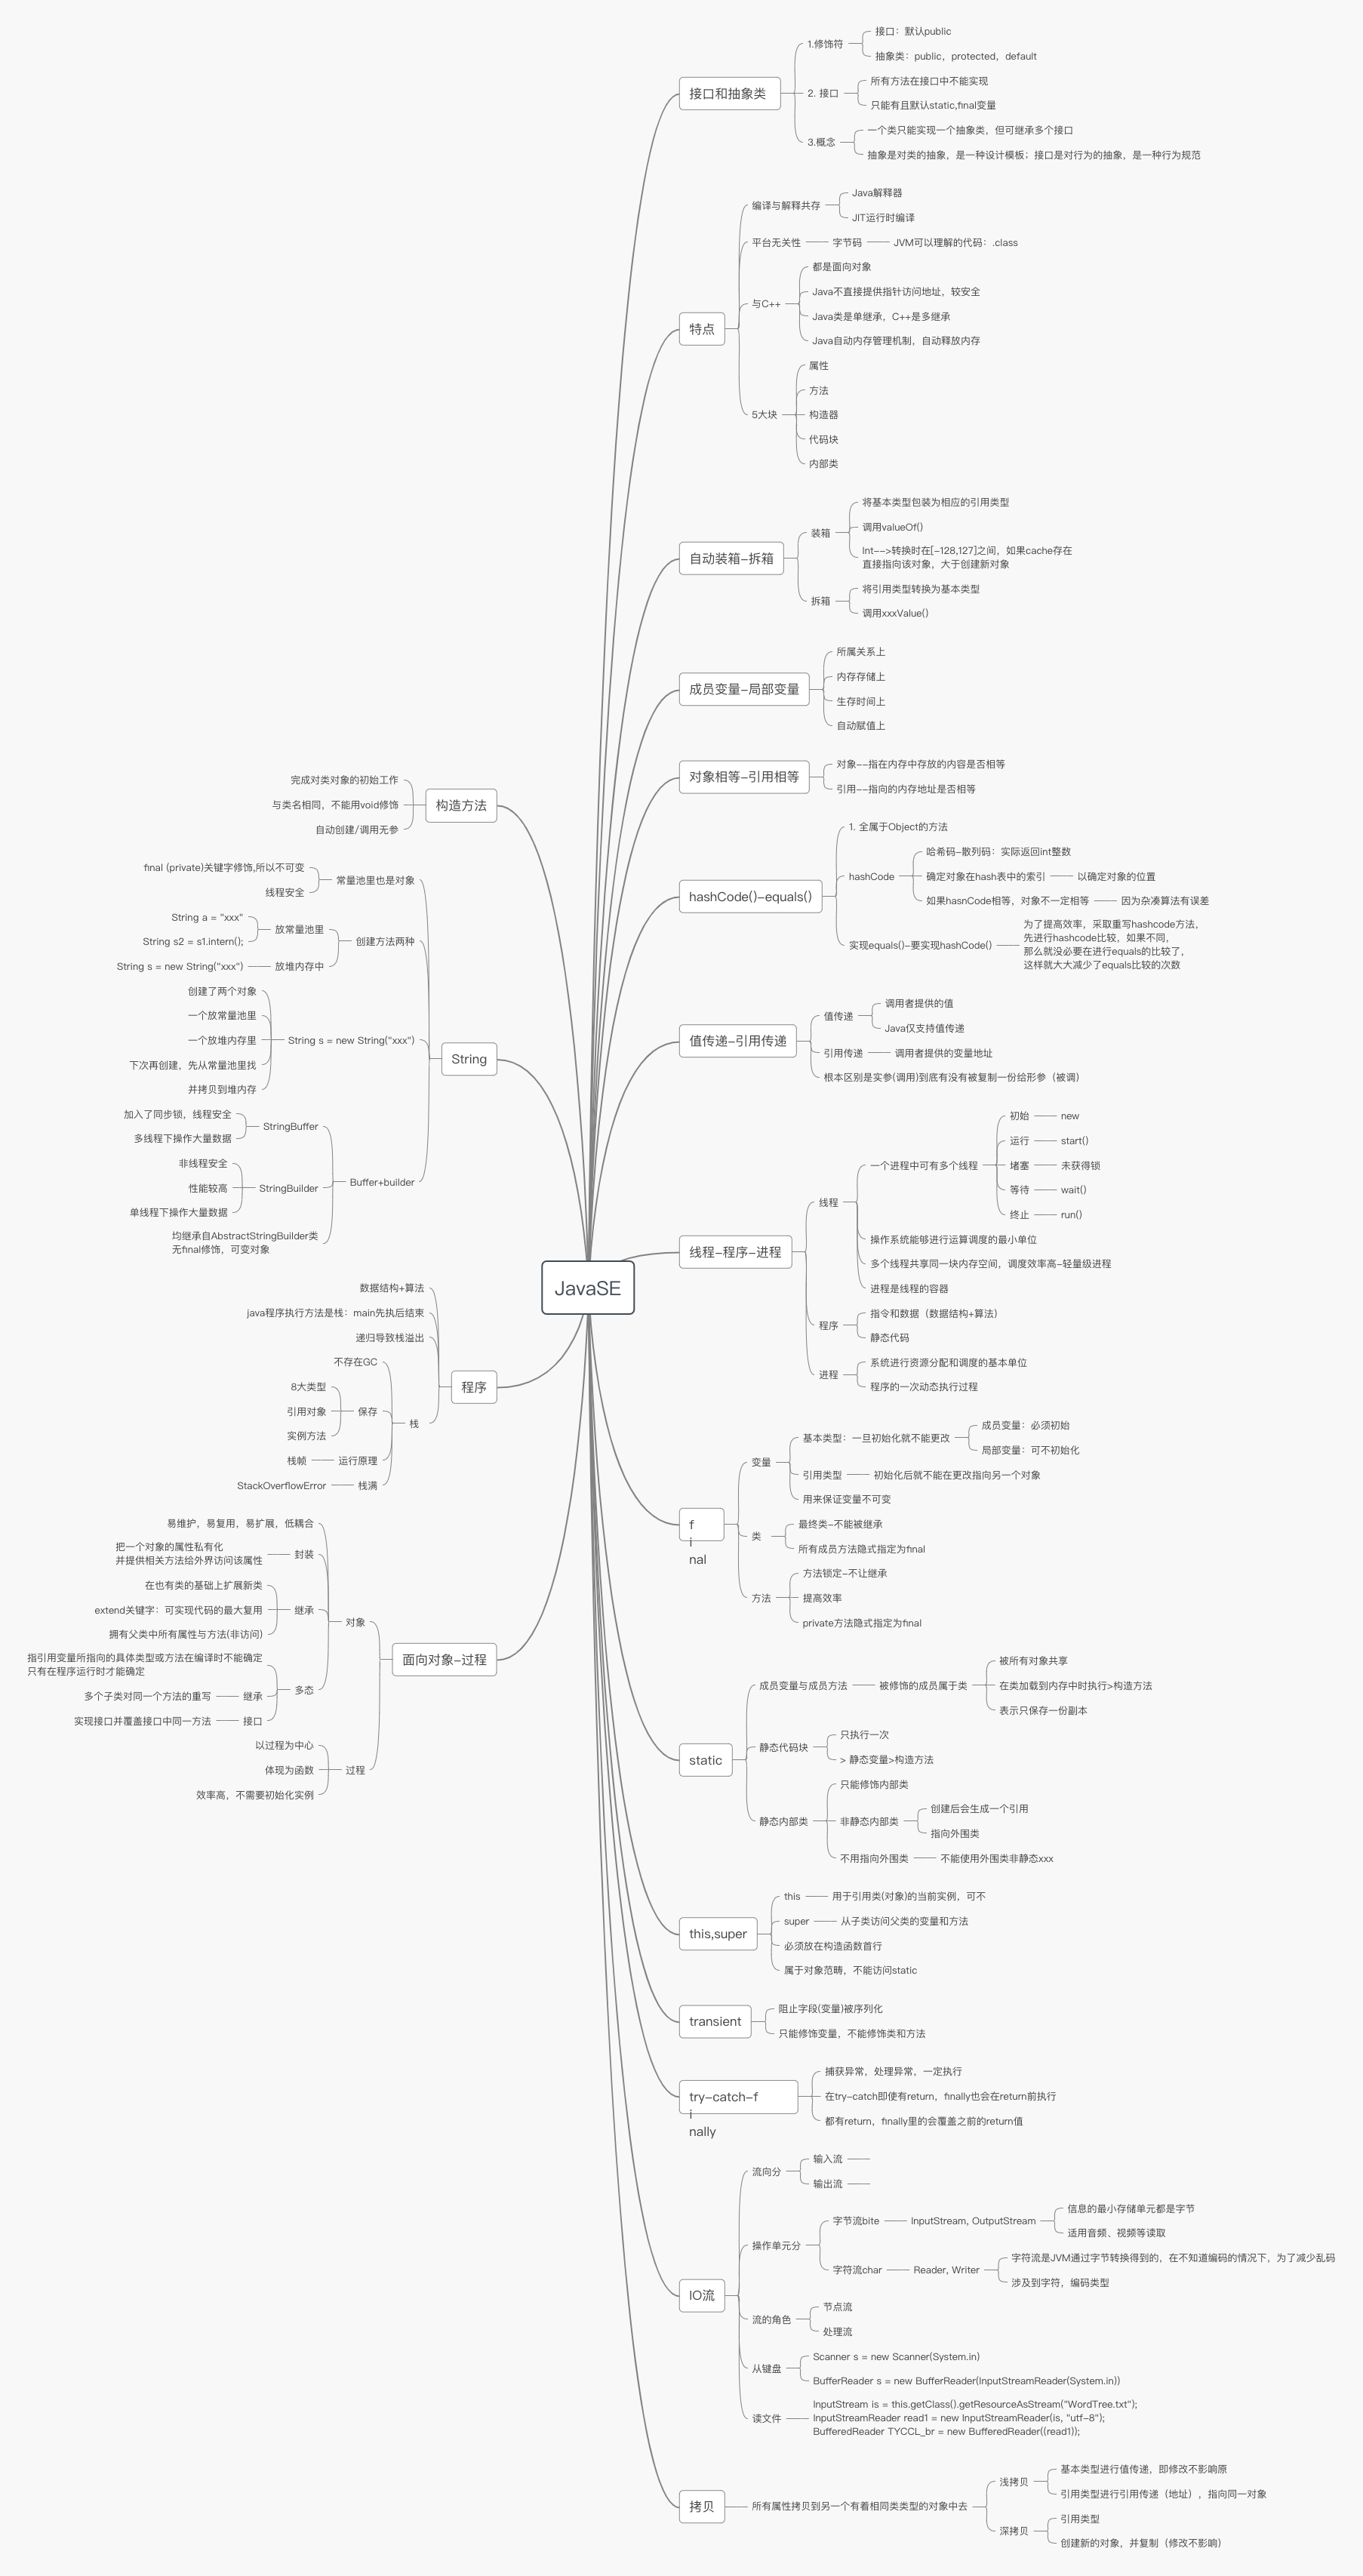 JavaSE
接口和抽象类
1.修饰符
接口：默认public
抽象类：public，protected，default
2. 接口
所有方法在接口中不能实现
只能有且默认static,final变量
3.概念
一个类只能实现一个抽象类，但可继承多个接口
抽象是对类的抽象，是一种设计模板；接口是对行为的抽象，是一种行为规范
特点
编译与解释共存
Java解释器
JIT运行时编译
平台无关性
字节码
JVM可以理解的代码：.class
与C++
都是面向对象
Java不直接提供指针访问地址，较安全
Java类是单继承，C++是多继承
Java自动内存管理机制，自动释放内存
5大块
属性
方法
构造器
代码块
内部类
自动装箱-拆箱
装箱
将基本类型包装为相应的引用类型
调用valueOf()
Int-->转换时在[-128,127]之间，如果cache存在
直接指向该对象，大于创建新对象
拆箱
将引用类型转换为基本类型
调用xxxValue()
成员变量-局部变量
所属关系上
内存存储上
生存时间上
自动赋值上
对象相等-引用相等
对象--指在内存中存放的内容是否相等
引用--指向的内存地址是否相等
hashCode()-equals()
1. 全属于Object的方法
hashCode
哈希码-散列码：实际返回int整数
确定对象在hash表中的索引
以确定对象的位置
如果hasnCode相等，对象不一定相等
因为杂凑算法有误差
实现equals()-要实现hashCode()
为了提高效率，采取重写hashcode方法，
先进行hashcode比较，如果不同，
那么就没必要在进行equals的比较了，
这样就大大减少了equals比较的次数
值传递-引用传递
值传递
调用者提供的值
Java仅支持值传递
引用传递
调用者提供的变量地址
根本区别是实参(调用)到底有没有被复制一份给形参（被调）
线程-程序-进程
线程
一个进程中可有多个线程
初始
new
运行
start()
堵塞
未获得锁
等待
wait()
终止
run()
操作系统能够进行运算调度的最小单位
多个线程共享同一块内存空间，调度效率高-轻量级进程
进程是线程的容器
程序
指令和数据（数据结构+算法）
静态代码
进程
系统进行资源分配和调度的基本单位
程序的一次动态执行过程
f
i
nal
变量
基本类型：一旦初始化就不能更改
成员变量：必须初始
局部变量：可不初始化
引用类型
初始化后就不能在更改指向另一个对象
用来保证变量不可变
类
最终类-不能被继承
所有成员方法隐式指定为final
方法
方法锁定-不让继承
提高效率
private方法隐式指定为final
static
成员变量与成员方法
被修饰的成员属于类
被所有对象共享
在类加载到内存中时执行>构造方法
表示只保存一份副本
静态代码块
只执行一次
> 静态变量>构造方法
静态内部类
只能修饰内部类
非静态内部类
创建后会生成一个引用
指向外围类
不用指向外围类
不能使用外围类非静态xxx
this,super
this
用于引用类(对象)的当前实例，可不
super
从子类访问父类的变量和方法
必须放在构造函数首行
属于对象范畴，不能访问static
transient
阻止字段(变量)被序列化
只能修饰变量，不能修饰类和方法
try-catch-f
i
nally
捕获异常，处理异常，一定执行
在try-catch即使有return，finally也会在return前执行
都有return，finally里的会覆盖之前的return值
IO流
流向分
输入流
输出流
操作单元分
字节流bite
InputStream, OutputStream
信息的最小存储单元都是字节
适用音频、视频等读取
字符流char
Reader, Writer
字符流是JVM通过字节转换得到的，在不知道编码的情况下，为了减少乱码
涉及到字符，编码类型
流的角色
节点流
处理流
从键盘
Scanner s = new Scanner(System.in)
BufferReader s = new BufferReader(InputStreamReader(System.in))
读文件
InputStream is = this.getClass().getResourceAsStream("WordTree.txt");
InputStreamReader read1 = new InputStreamReader(is, "utf-8");
BufferedReader TYCCL_br = new BufferedReader((read1));
拷贝
所有属性拷贝到另一个有着相同类类型的对象中去
浅拷贝
基本类型进行值传递，即修改不影响原
引用类型进行引用传递（地址），指向同一对象
深拷贝
引用类型
创建新的对象，并复制（修改不影响）
构造方法
完成对类对象的初始工作
与类名相同，不能用void修饰
自动创建/调用无参
String
常量池里也是对象
final (private)关键字修饰,所以不可变
线程安全
创建方法两种
放常量池里
String a = "xxx"
String s2 = s1.intern();
放堆内存中
String s = new String("xxx")
String s = new String("xxx")
创建了两个对象
一个放常量池里
一个放堆内存里
下次再创建，先从常量池里找
并拷贝到堆内存
Buffer+builder
StringBuffer
加入了同步锁，线程安全
多线程下操作大量数据
StringBuilder
非线程安全
性能较高
单线程下操作大量数据
均继承自AbstractStringBuilder类
无final修饰，可变对象
程序
数据结构+算法
java程序执行方法是栈：main先执后结束
递归导致栈溢出
栈
不存在GC
保存
8大类型
引用对象
实例方法
运行原理
栈帧
栈满
StackOverflowError
面向对象-过程
对象
易维护，易复用，易扩展，低耦合
封装
把一个对象的属性私有化
并提供相关方法给外界访问该属性
继承
在也有类的基础上扩展新类
extend关键字：可实现代码的最大复用
拥有父类中所有属性与方法(非访问)
多态
指引用变量所指向的具体类型或方法在编译时不能确定
只有在程序运行时才能确定
继承
多个子类对同一个方法的重写
接口
实现接口并覆盖接口中同一方法
过程
以过程为中心
体现为函数
效率高，不需要初始化实例